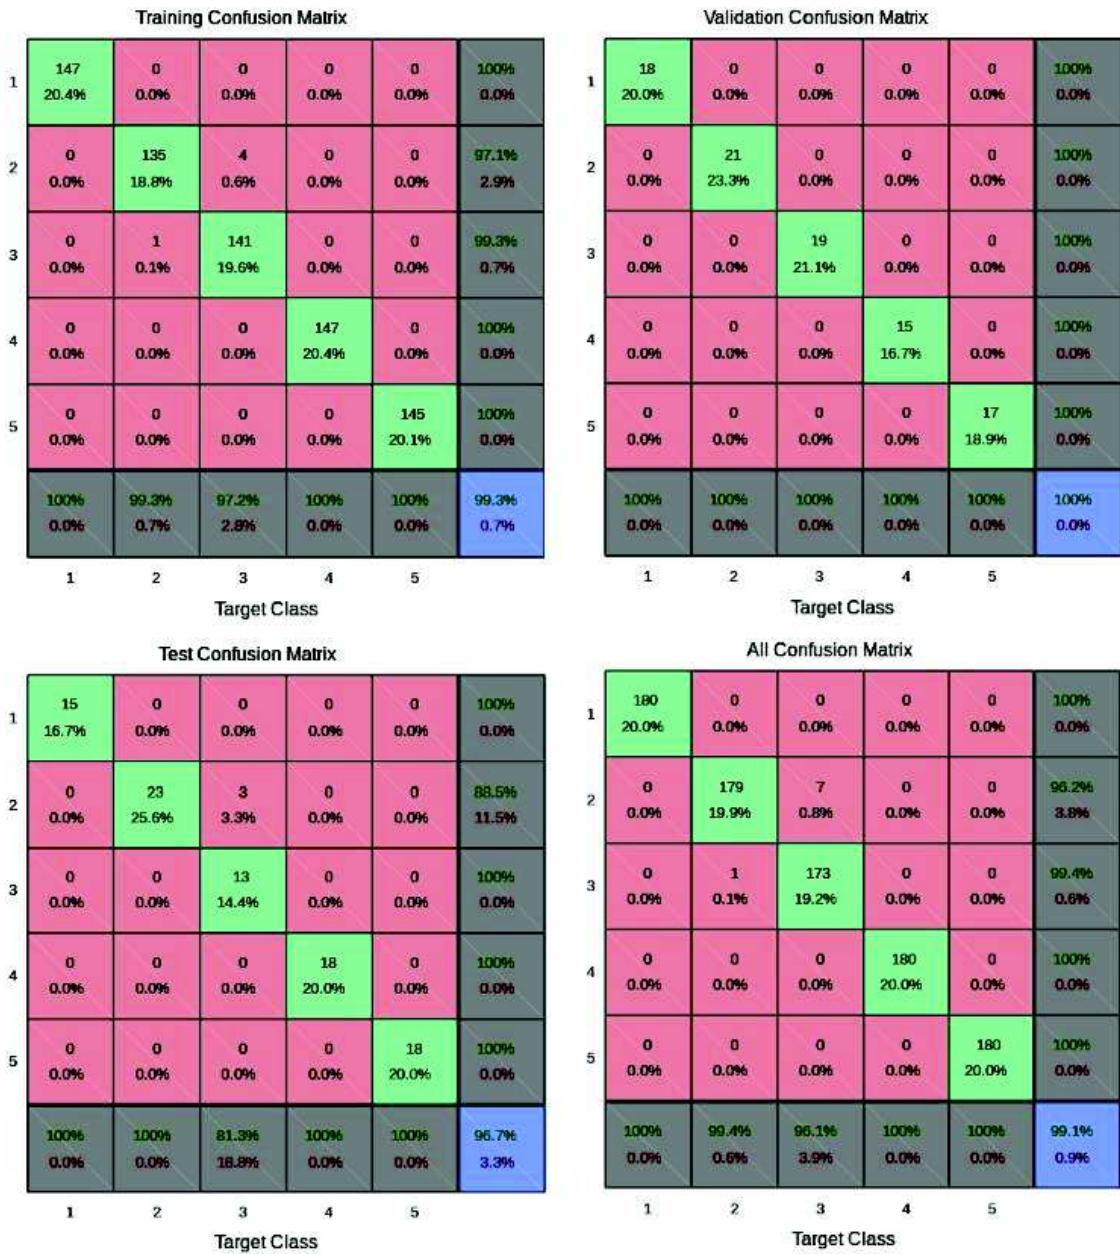 Training Confusion Matrix
147 0 0 0 0 100%
1
20.4% 0.0% 0.0% 0.0% 0.0% 0.0%
0 135 4 0 0 97.1%
2
0.0% 18.8% 0.6% 0.0% 0.0% 2.9%
0 1 141 0 0 99.3%
3
0.0% 0.1% 19.6% 0.0% 0.0% 0.7%
0 0 0 147 0 100%
4
0.0% 0.0% 0.0% 20.4% 0.0% 0.0%
0 0 0 0 145 100%
5
0.0% 0.0% 0.0% 0.0% 20.1% 0.0%
100% 99.3% 97.2% 100% 100% 99.3%
0.0% 0.7% 2.8% 0.0% 0.0% 0.7%
1 2 3 4 5
Target Class
Validation Confusion Matrix
18 0 0 0 0 100%
1
20.0% 0.0% 0.0% 0.0% 0.0% 0.0%
0 21 0 0 0 100%
2
0.0% 23.3% 0.0% 0.0% 0.0% 0.0%
0 0 19 0 0 100%
3
0.0% 0.0% 21.1% 0.0% 0.0% 0.0%
0 0 0 15 0 100%
4
0.0% 0.0% 0.0% 16.7% 0.0% 0.0%
0 0 0 0 17 100%
5
0.0% 0.0% 0.0% 0.0% 18.9% 0.0%
100% 100% 100% 100% 100% 100%
0.0% 0.0% 0.0% 0.0% 0.0% 0.0%
1 2 3 4 5
Target Class
Test Confusion Matrix
15 0 0 0 0 100%
1
16.7% 0.0% 0.0% 0.0% 0.0% 0.0%
0 23 3 0 0 88.5%
2
0.0% 25.6% 3.3% 0.0% 0.0% 11.5%
0 0 13 0 0 100%
3
0.0% 0.0% 14.4% 0.0% 0.0% 0.0%
0 0 0 18 0 100%
4
0.0% 0.0% 0.0% 20.0% 0.0% 0.0%
0 0 0 0 18 100%
5
0.0% 0.0% 0.0% 0.0% 20.0% 0.0%
100% 100% 81.3% 100% 100% 96.7%
0.0% 0.0% 18.8% 0.0% 0.0% 3.3%
1 2 3 4 5
Target Class
All Confusion Matrix
180 0 0 0 0 100%
1
20.0% 0.0% 0.0% 0.0% 0.0% 0.0%
0 179 7 0 0 96.2%
2
0.0% 19.9% 0.8% 0.0% 0.0% 3.8%
0 1 173 0 0 99.4%
3
0.0% 0.1% 19.2% 0.0% 0.0% 0.6%
0 0 0 180 0 100%
4
0.0% 0.0% 0.0% 20.0% 0.0% 0.0%
0 0 0 0 180 100%
5
0.0% 0.0% 0.0% 0.0% 20.0% 0.0%
100% 99.4% 96.1% 100% 100% 99.1%
0.0% 0.6% 3.9% 0.0% 0.0% 0.9%
1 2 3 4 5
Target Class